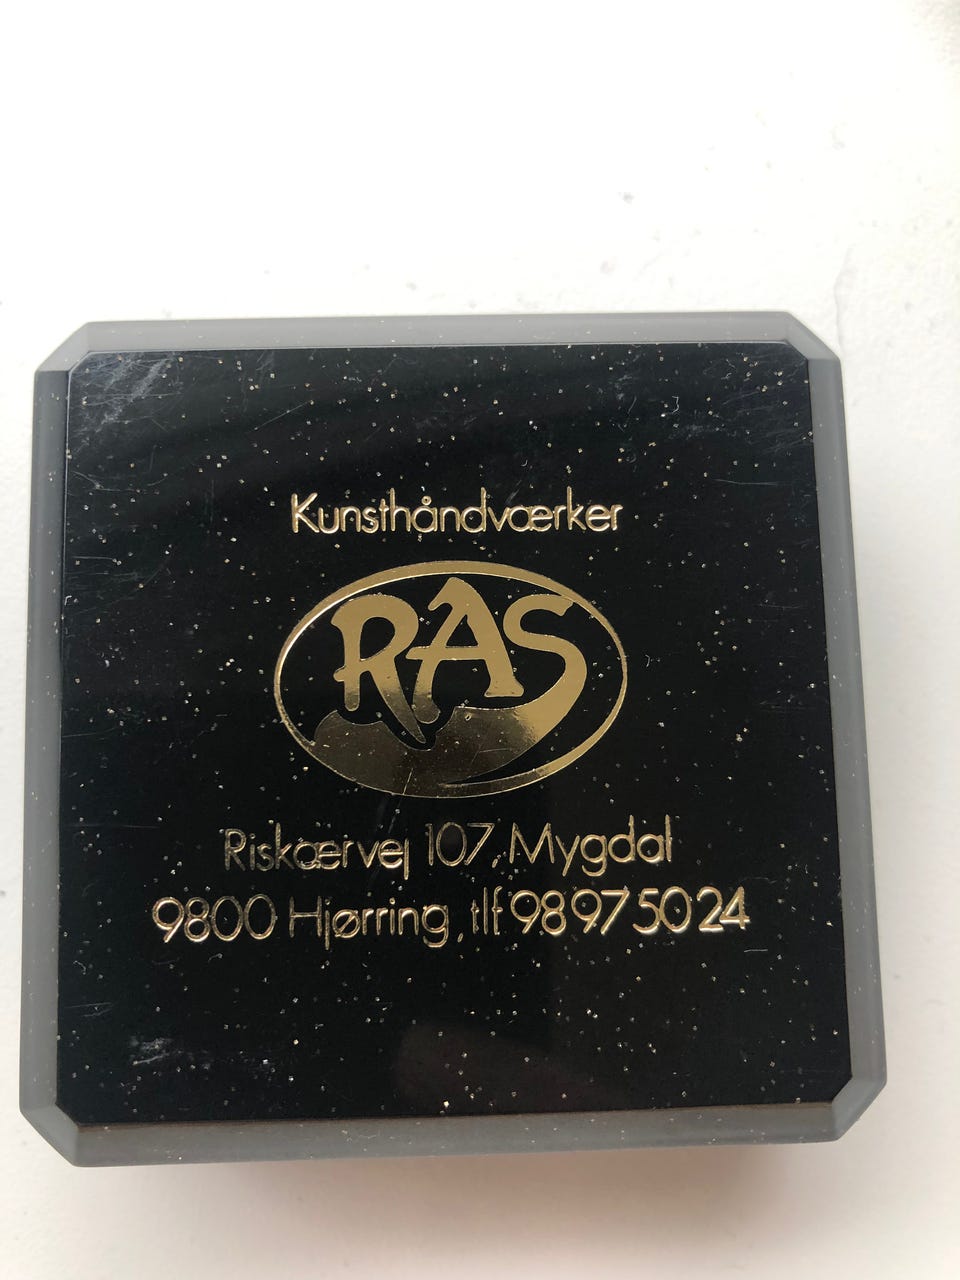 Kunsthåndværker
RAS
Riskærvej 107, Mygdal
9800 Hjørring, tlf 98 97 50 24